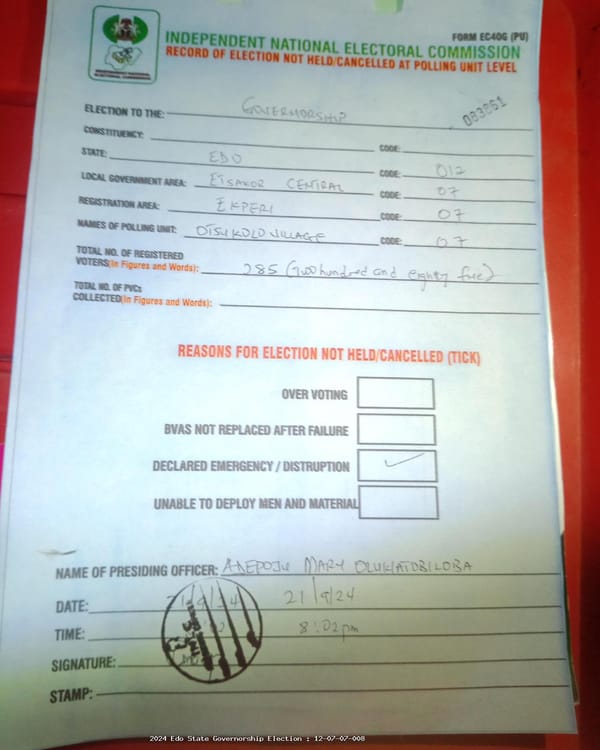 FORM EC40G (PU)
INDEPENDENT NATIONAL ELECTORAL COMMISSION
RECORD OF ELECTION NOT HELD/CANCELLED AT POLLING UNIT LEVEL
083861
ELECTION TO THE: GOVERNORSHIP
CONSTITUENCY: CODE:
STATE: EDO CODE: 012
LOCAL GOVERNMENT AREA: ETSAKOR CENTRAL CODE: 07
REGISTRATION AREA: EKPERI CODE: 07
NAMES OF POLLING UNIT: OTSUKOLO VILLAGE CODE: 07
TOTAL NO. OF REGISTERED
VOTERS(In Figures and Words): 285 (Two hundred and eighty five)
TOTAL NO. OF PVCs
COLLECTED(In Figures and Words):
REASONS FOR ELECTION NOT HELD/CANCELLED (TICK)
OVER VOTING
BVAS NOT REPLACED AFTER FAILURE
DECLARED EMERGENCY / DISTRUPTION
UNABLE TO DEPLOY MEN AND MATERIAL
NAME OF PRESIDING OFFICER: ADEPOJU MARY OLUWATOBILOBA
DATE: 21/9/24
TIME: 8:02pm
SIGNATURE:
STAMP:
2024 Edo State Governorship Election : 12-07-07-008